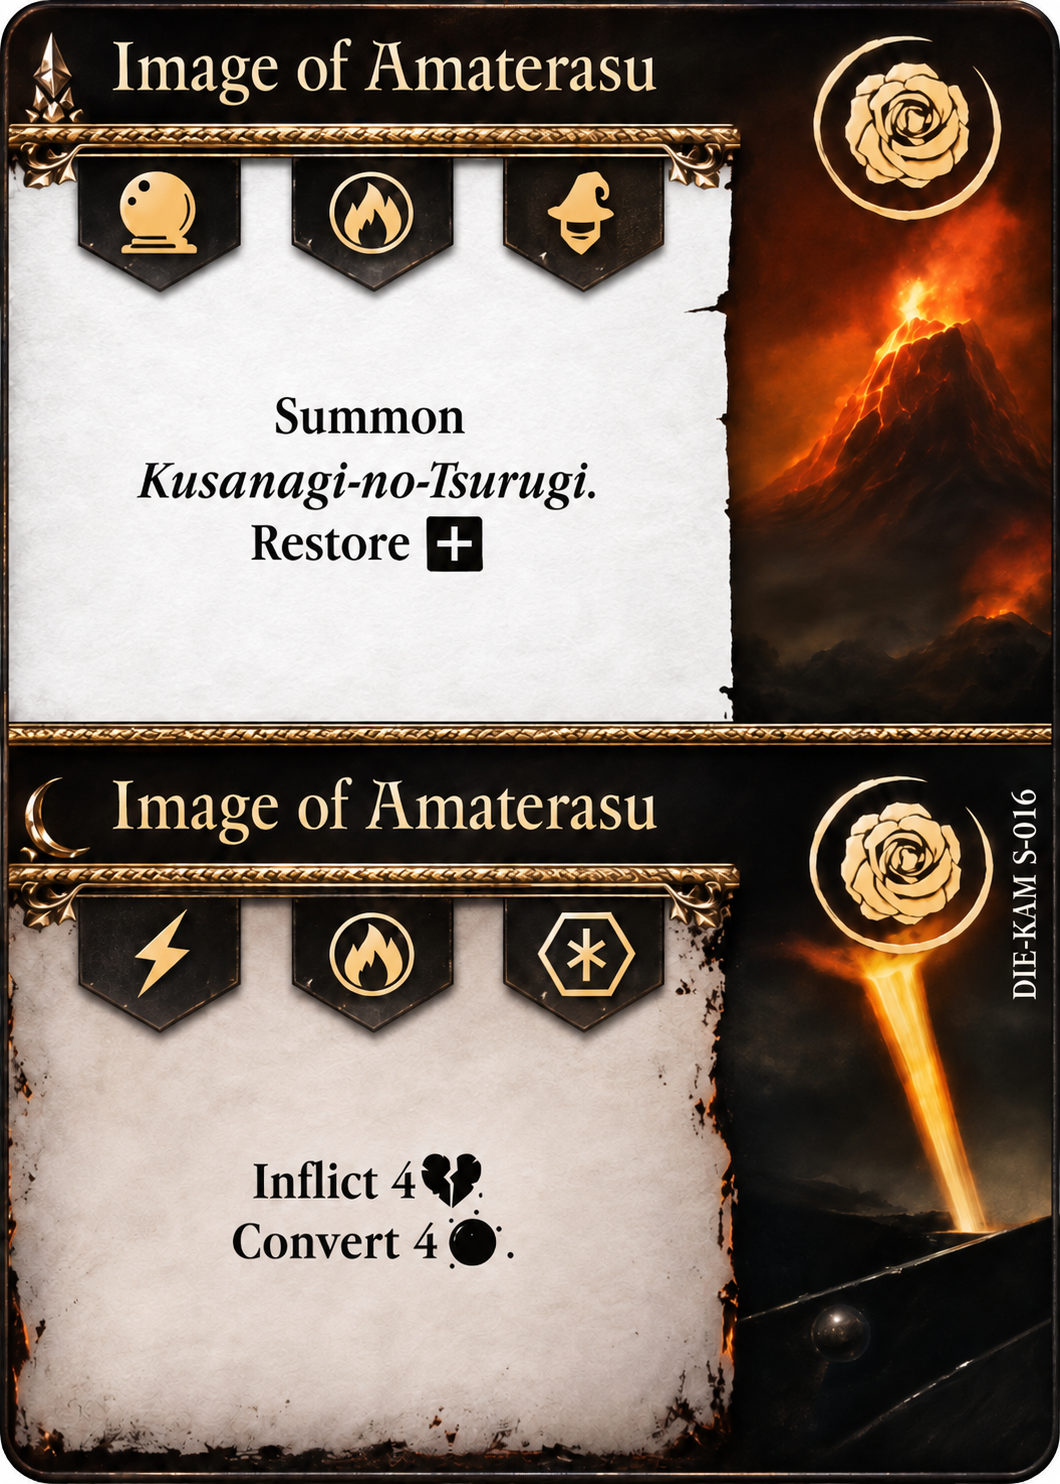 Image of Amaterasu
Summon
Kusanagi-no-Tsurugi.
Restore
Image of Amaterasu
DIE-KAM S-016
Inflict 4.
Convert 4.